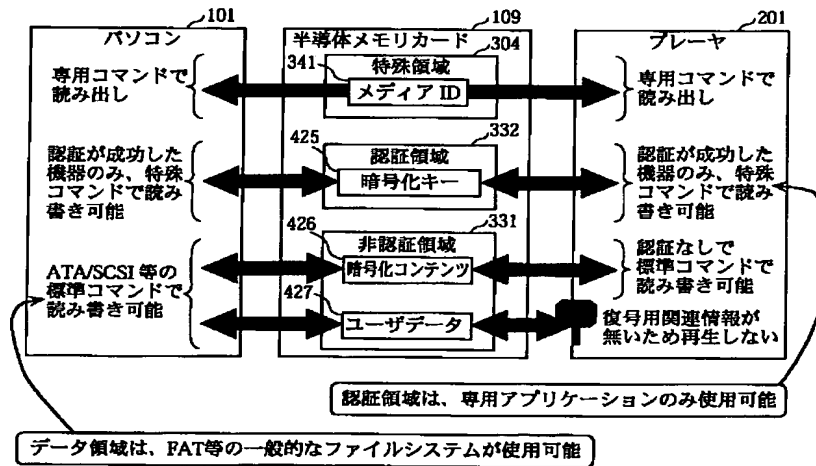 101
パソコン
専用コマンドで
読み出し
認証が成功した
機器のみ、特殊
コマンドで読み
書き可能
ATA/SCSI 等の
標準コマンドで
読み書き可能
109
半導体メモリカード
304
特殊領域
341
メディア ID
332
425
認証領域
暗号化キー
331
426
非認証領域
暗号化コンテンツ
427
ユーザデータ
201
プレーヤ
専用コマンドで
読み出し
認証が成功した
機器のみ、特殊
コマンドで読み
書き可能
認証なしで
標準コマンドで
読み書き可能
復号用関連情報が
無いため再生しない
認証領域は、専用アプリケーションのみ使用可能
データ領域は、FAT等の一般的なファイルシステムが使用可能